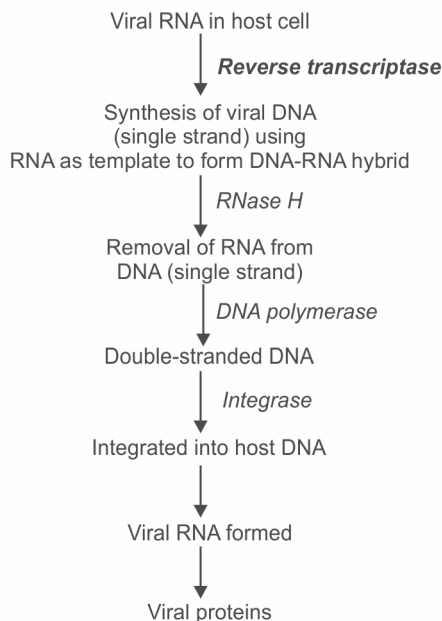 Viral RNA in host cell
Reverse transcriptase
Synthesis of viral DNA
(single strand) using
RNA as template to form DNA-RNA hybrid
RNase H
Removal of RNA from
DNA (single strand)
DNA polymerase
Double-stranded DNA
Integrase
Integrated into host DNA
Viral RNA formed
Viral proteins